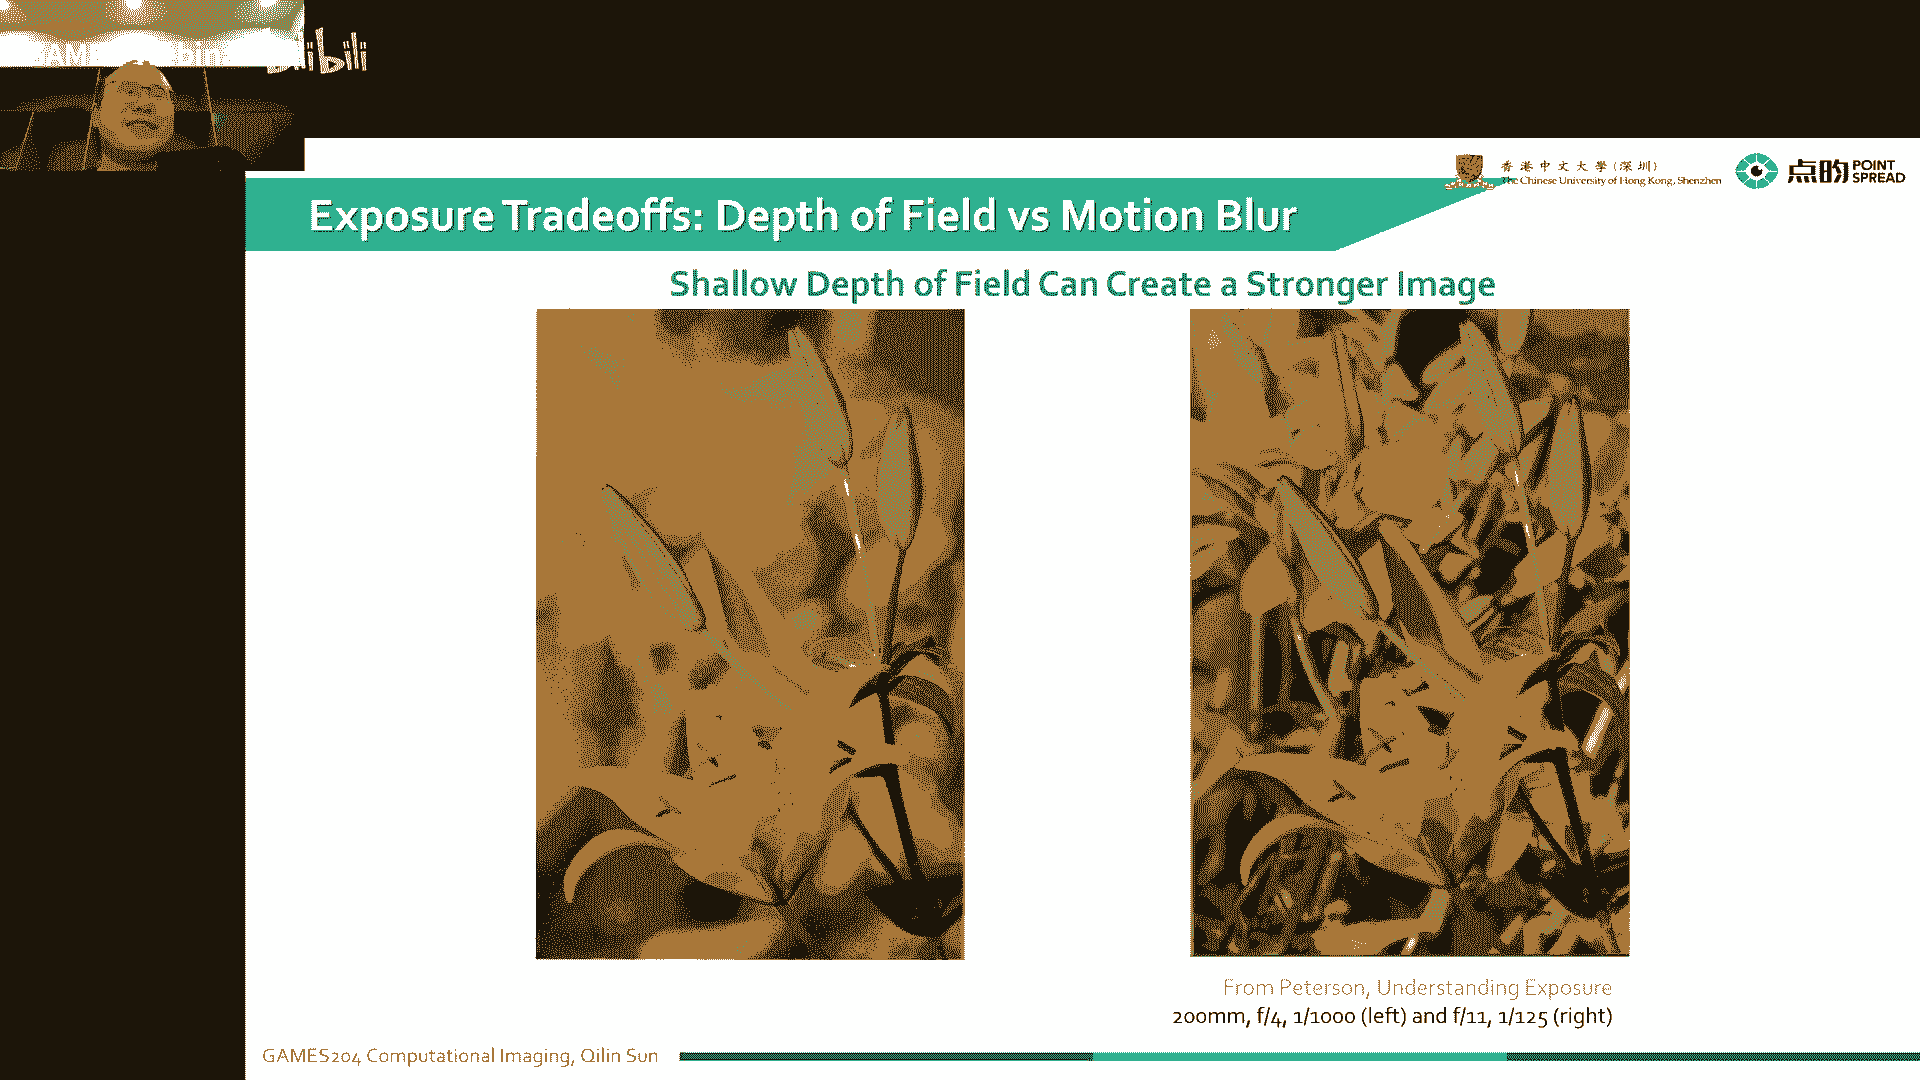 bilibili
香港中文大學(深圳)
The Chinese University of Hong Kong, Shenzhen
点昀
POINT
SPREAD
Exposure Tradeoffs: Depth of Field vs Motion Blur
Shallow Depth of Field Can Create a Stronger Image
From Peterson, Understanding Exposure
200mm, f/4, 1/1000 (left) and f/11, 1/125 (right)
GAMES204 Computational Imaging, Qilin Sun